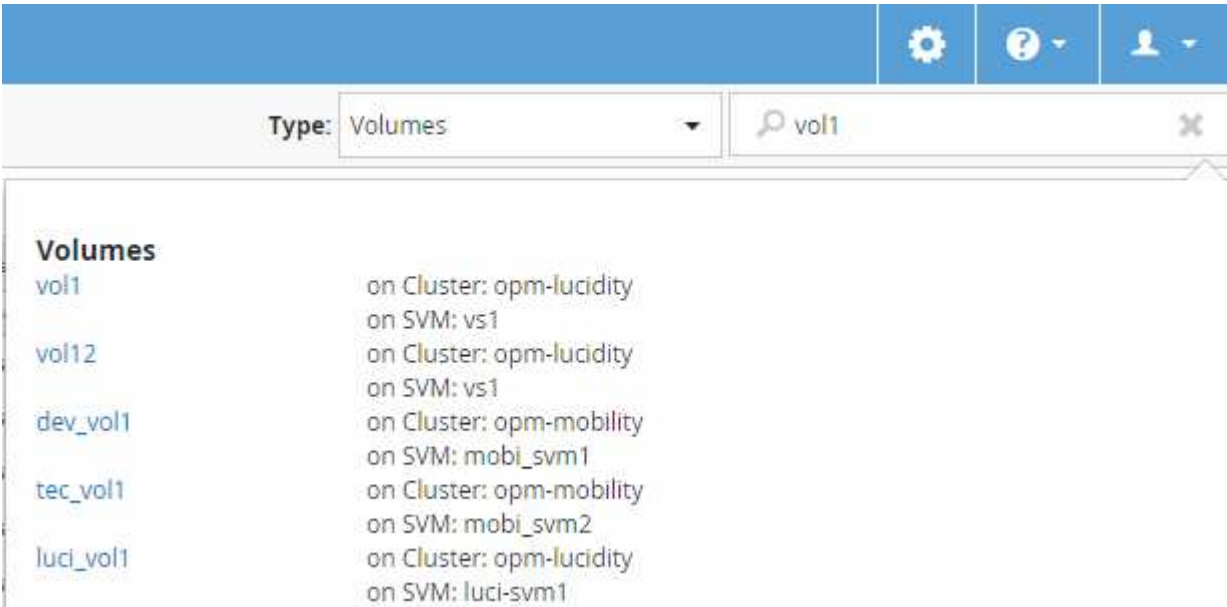 Type: Volumes vol1
Volumes
vol1 on Cluster: opm-lucidity
on SVM: vs1
vol12 on Cluster: opm-lucidity
on SVM: vs1
dev_vol1 on Cluster: opm-mobility
on SVM: mobi_svm1
tec_vol1 on Cluster: opm-mobility
on SVM: mobi_svm2
luci_vol1 on Cluster: opm-lucidity
on SVM: luci-svm1